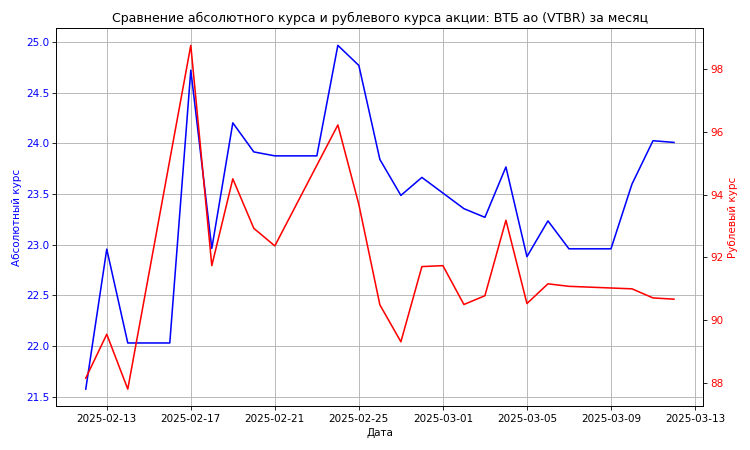 Сравнение абсолютного курса и рублевого курса акции: ВТБ ао (VTBR) за месяц
25.0
24.5
24.0
23.5
23.0
22.5
22.0
21.5
Абсолютный курс
98
96
94
92
90
88
Рублевый курс
2025-02-13 2025-02-17 2025-02-21 2025-02-25 2025-03-01 2025-03-05 2025-03-09 2025-03-13
Дата